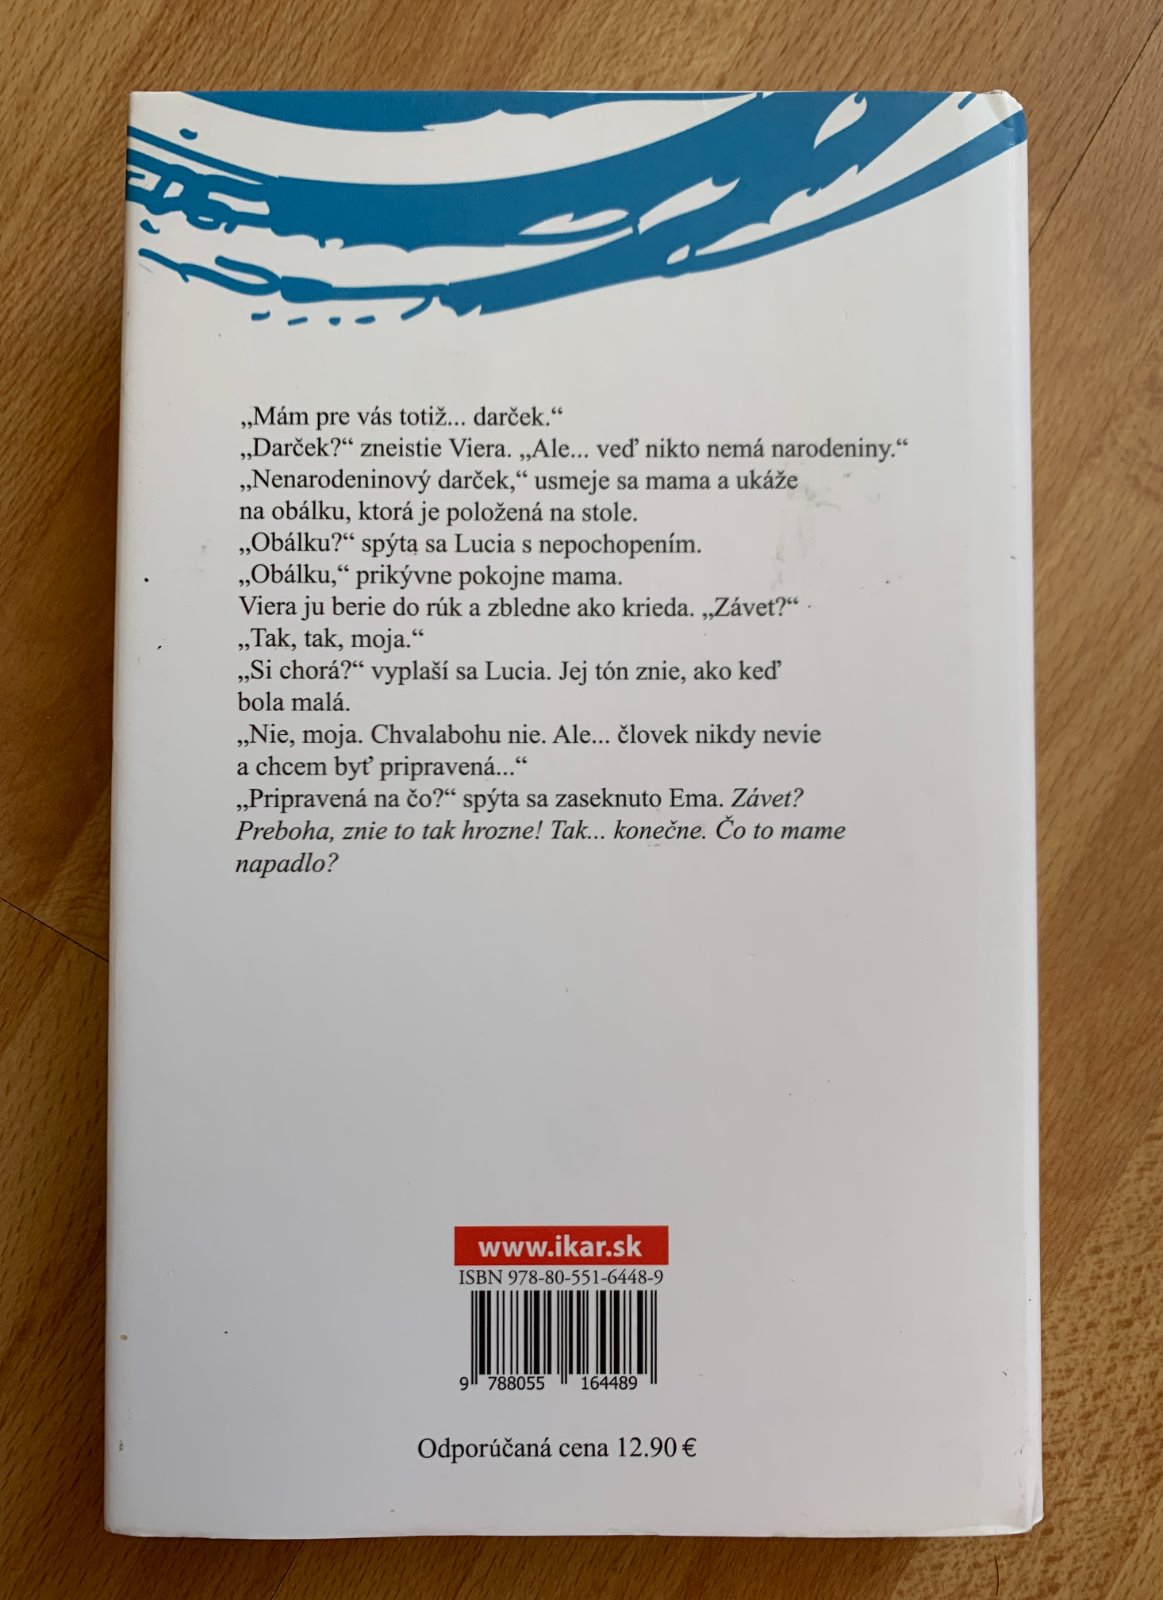 „Mám pre vás totiž... darček.“
„Darček?“ zneistie Viera. „Ale... veď nikto nemá narodeniny.“
„Nenarodeninový darček,“ usmeje sa mama a ukáže
na obálku, ktorá je položená na stole.
„Obálku?“ spýta sa Lucia s nepochopením.
„Obálku,“ prikývne pokojne mama.
Viera ju berie do rúk a zbledne ako krieda. „Závet?“
„Tak, tak, moja.“
„Si chorá?“ vyplaší sa Lucia. Jej tón znie, ako keď
bola malá.
„Nie, moja. Chvalabohu nie. Ale... človek nikdy nevie
a chcem byť pripravená...“
„Pripravená na čo?“ spýta sa zaseknuto Ema. Závet?
Preboha, znie to tak hrozne! Tak... konečne. Čo to mame
napadlo?
www.ikar.sk
ISBN 978-80-551-6448-9
9 788055 164489
Odporúčaná cena 12.90 €